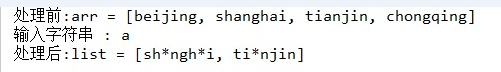 处理前:arr = [beijing, shanghai, tianjin, chongqing]
输入字符串 : a
处理后:list = [sh*ngh*i, ti*njin]